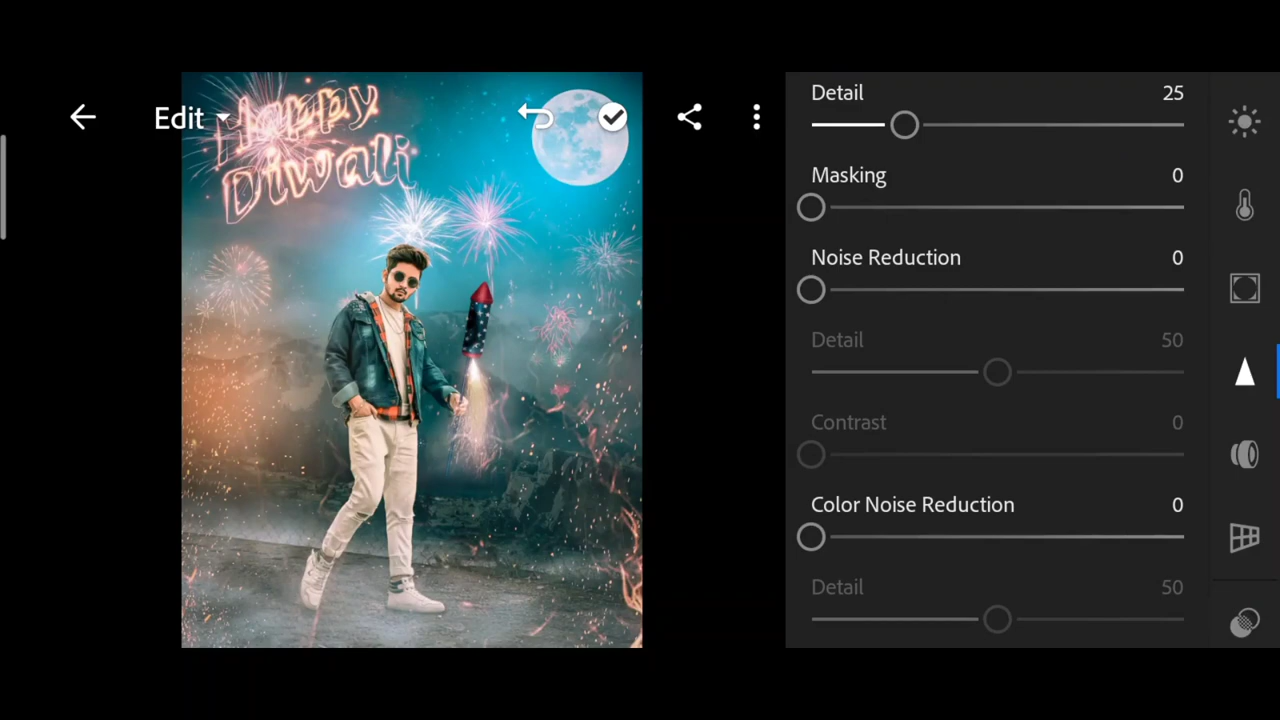 Edit
Happy
Diwali
Detail 25
Masking 0
Noise Reduction 0
Detail 50
Contrast 0
Color Noise Reduction 0
Detail 50